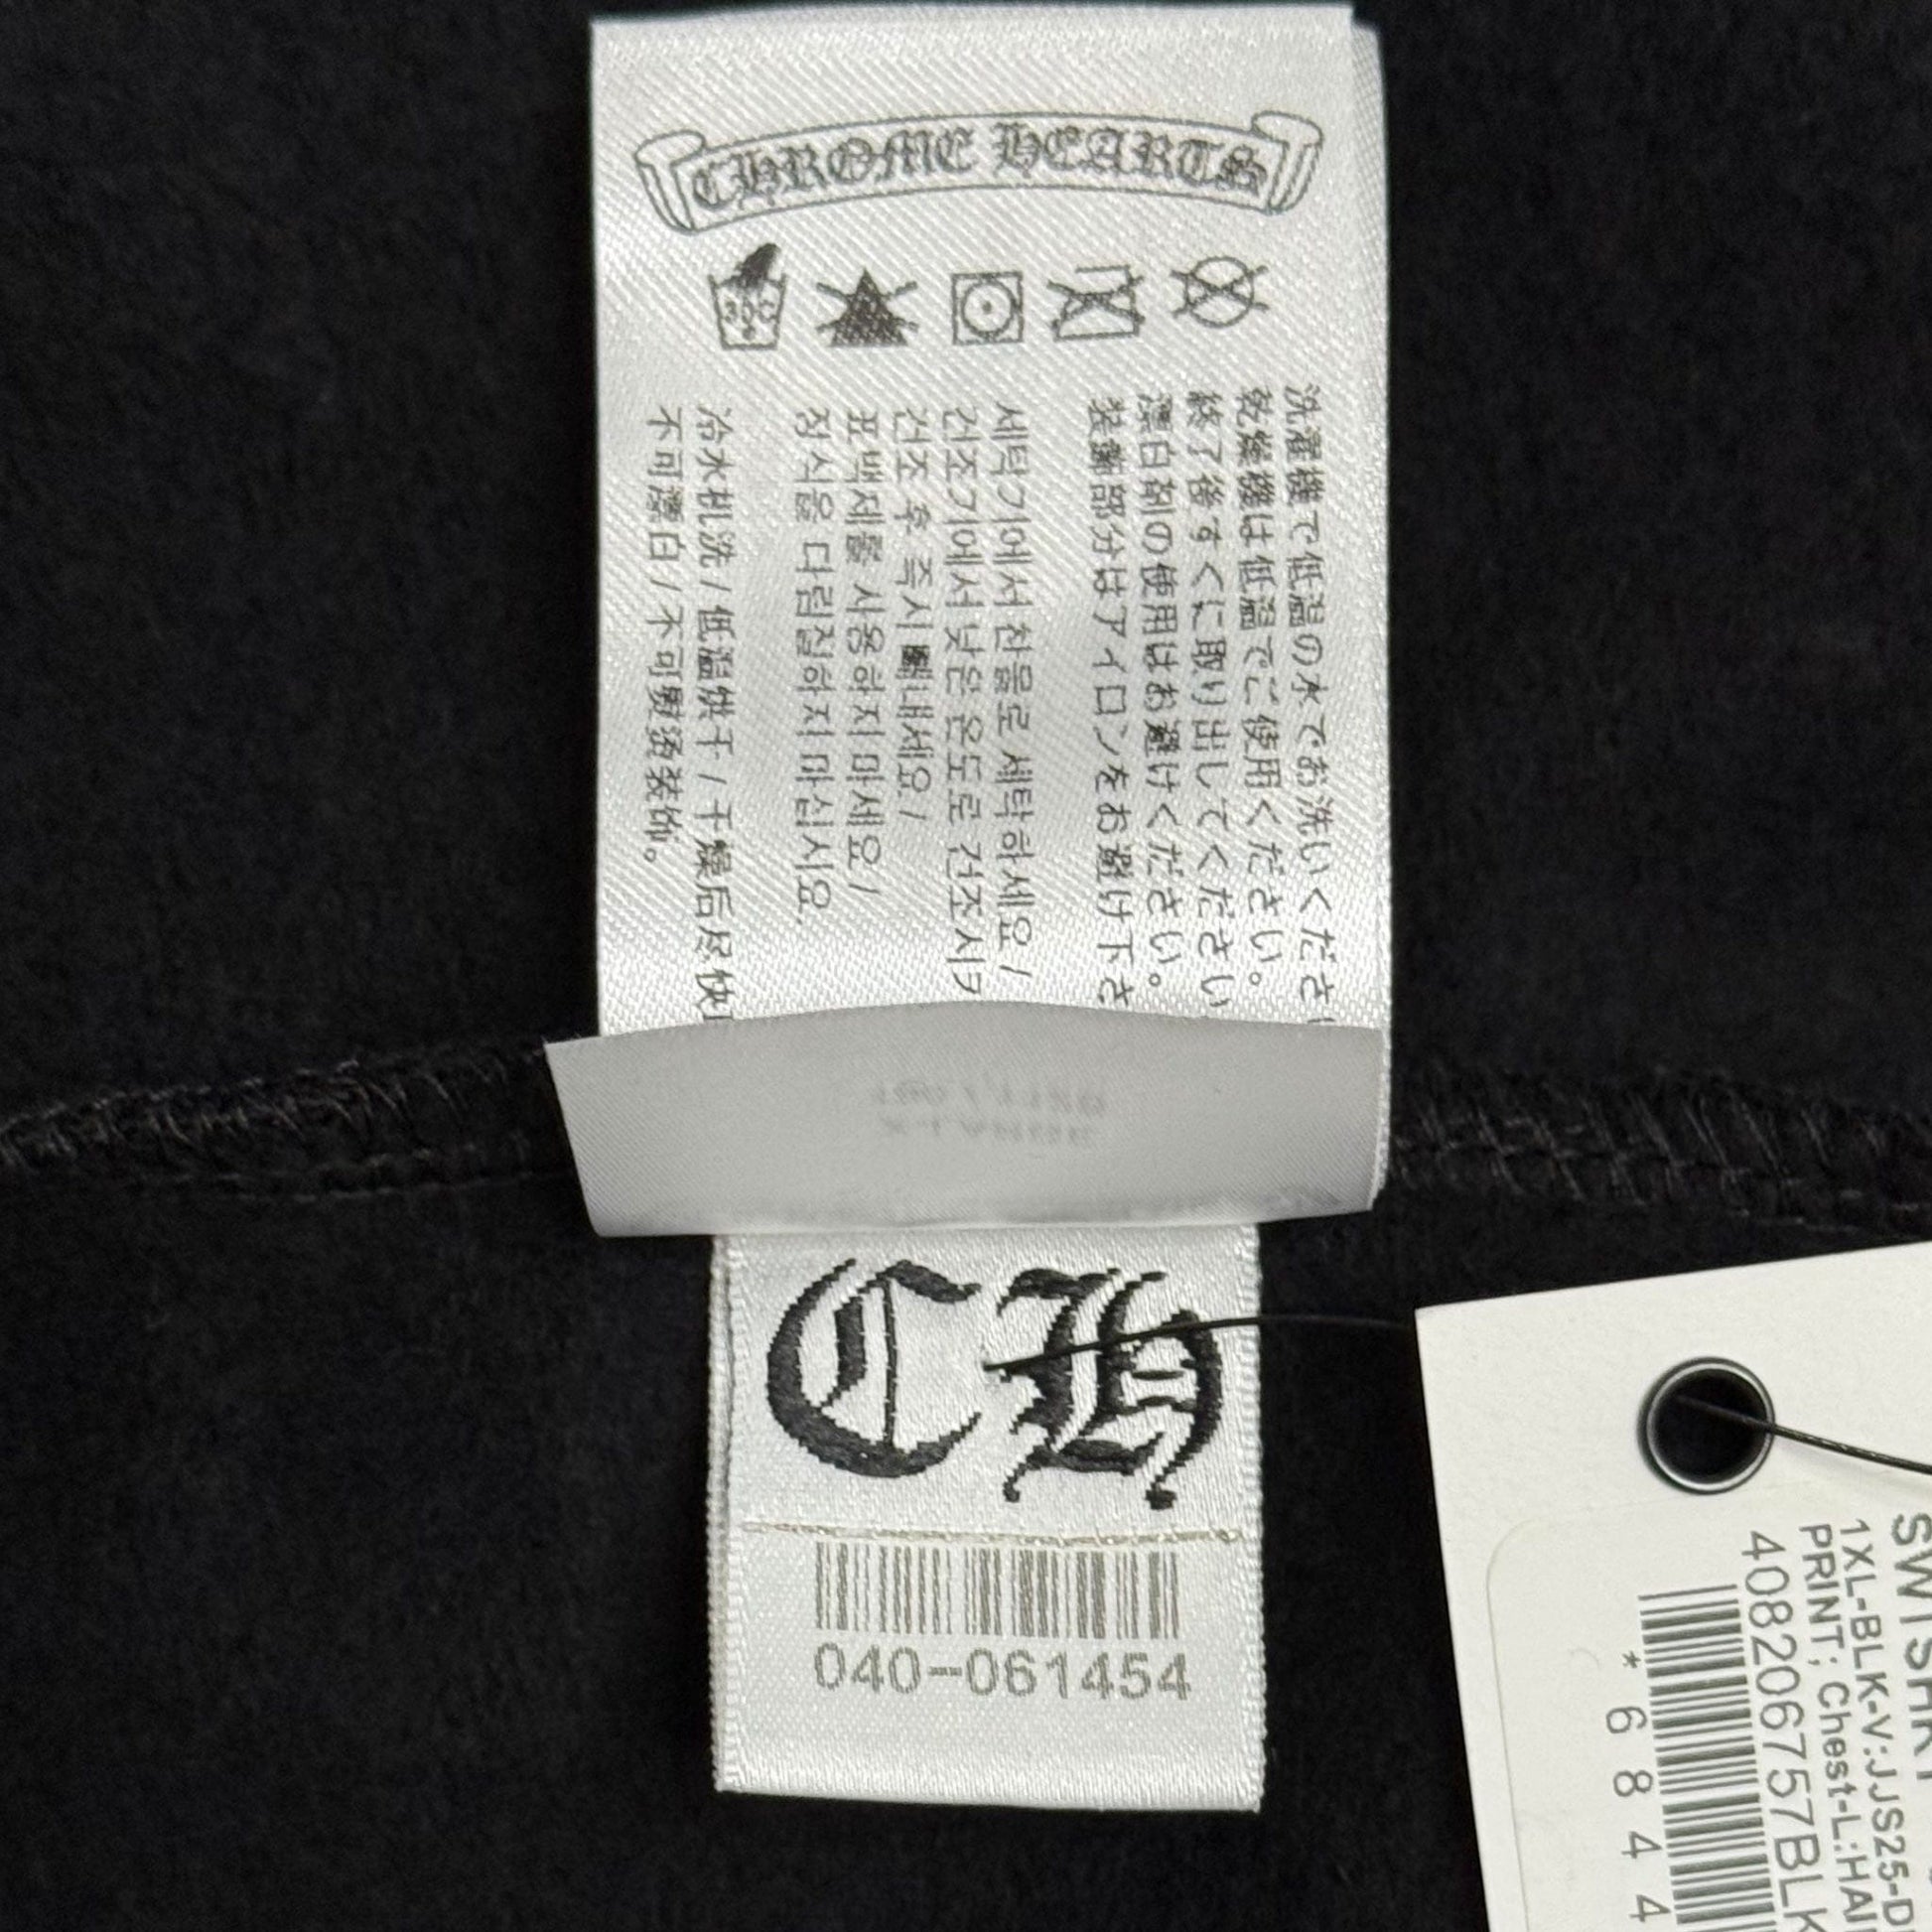 CHROME HEARTS
30C
洗濯機で低温の水でお洗いくださ
乾燥機は低温でご使用ください。
終了後すぐに取り出してください
漂白剤の使用はお避けください。
装飾部分はアイロンをお避け下さ
세탁기에서 찬물로 세탁하세요 /
건조기에서 낮은 온도로 건조시
건조 후 즉시 빼내세요 /
표백제를 사용하지 마세요 /
장식을 다림질하지 마십시요.
冷水机洗 / 低温烘干 / 干燥后尽快
不可漂白 / 不可熨烫装饰。
CH
040-061454
SWTSHRT
1XL-BLK-V:JJS25-D
PRINT; Chest-L:HAI
408206757BLK
*6844